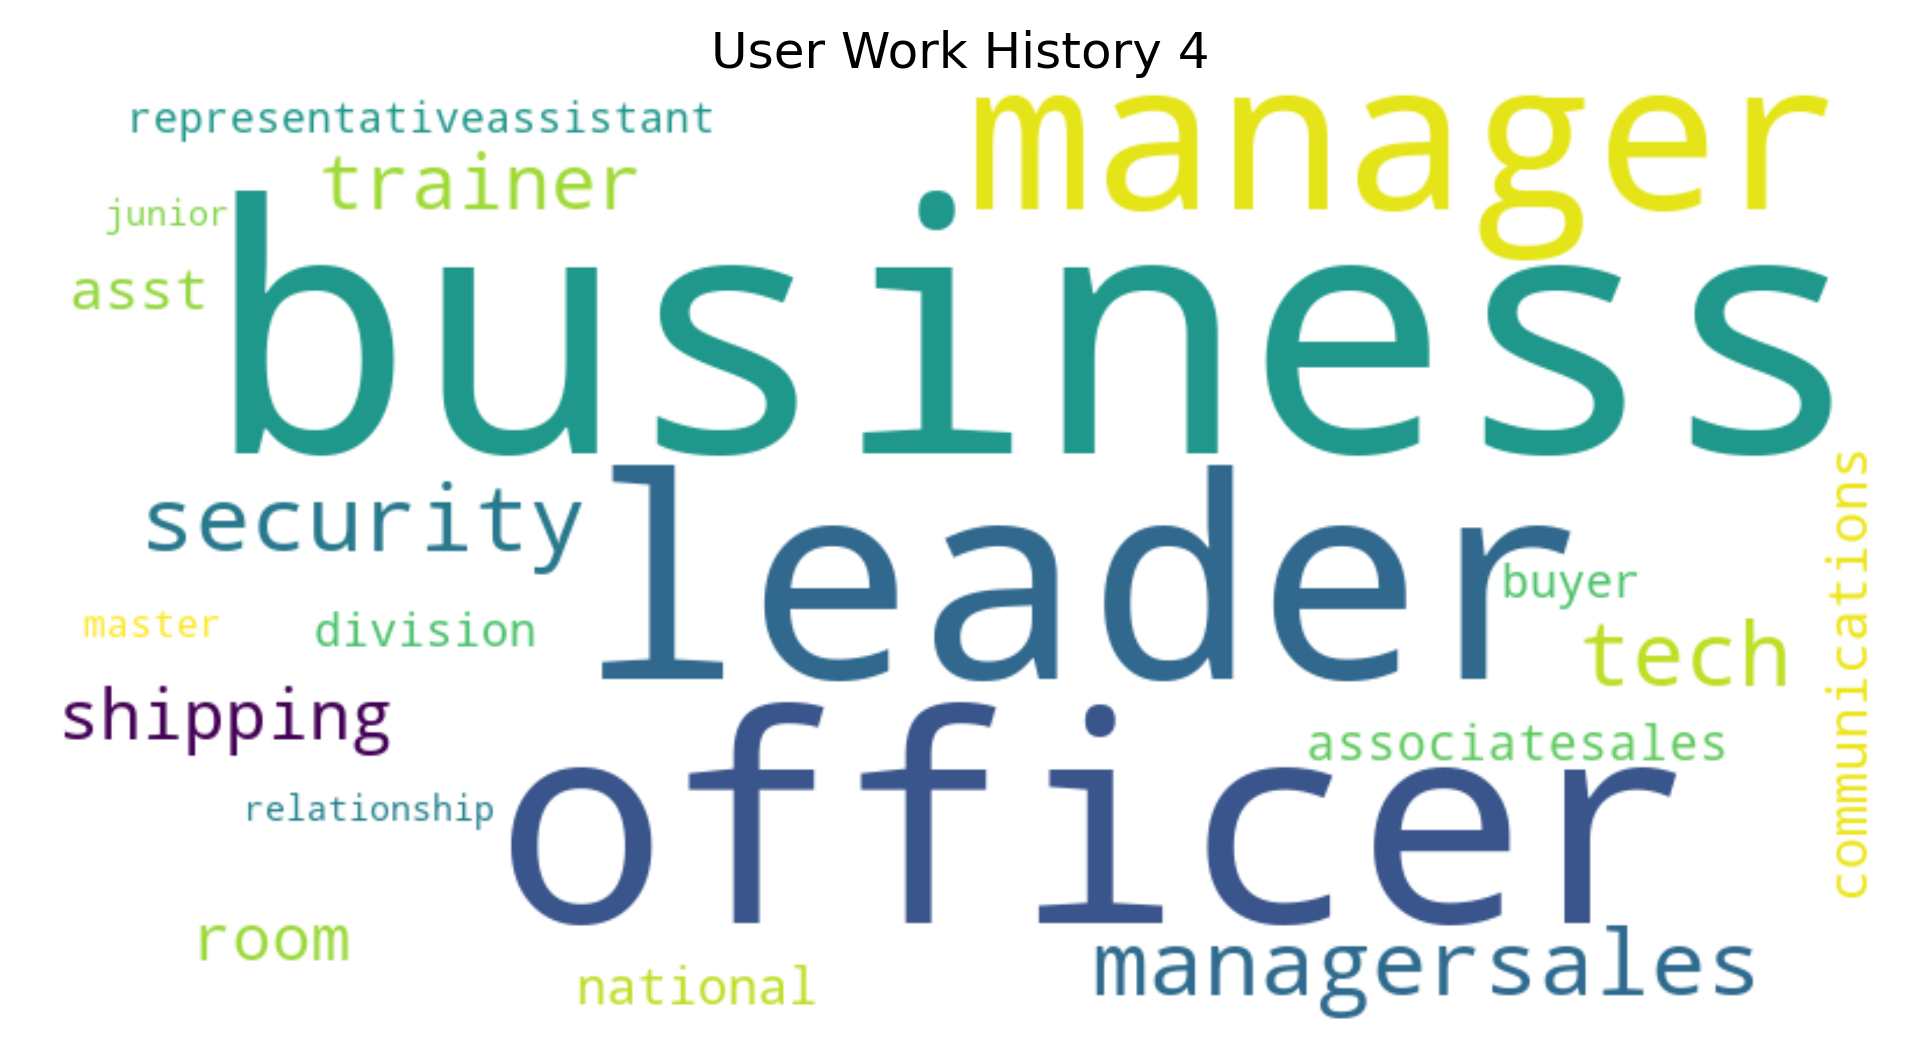 User Work History 4
representativeassistant
manager
trainer
junior
business
asst
security
leader
communications
buyer
master
division
tech
shipping
associatesales
relationship
officer
room
national
managersales